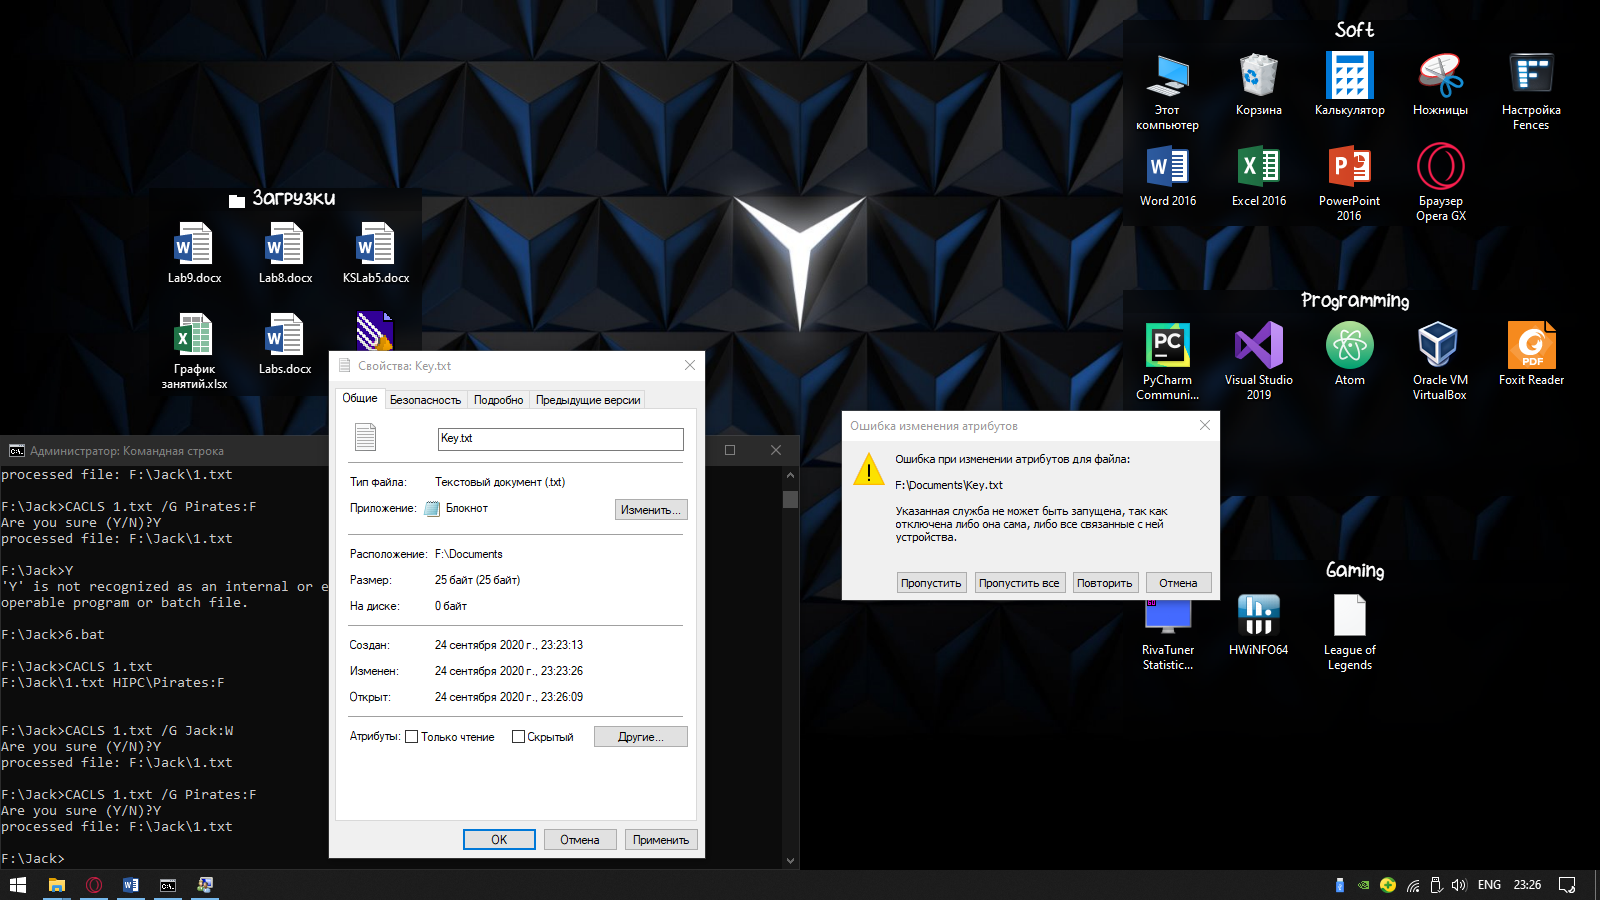 Soft
Этот
компьютер
Корзина
Калькулятор
Ножницы
Настройка
Fences
Word 2016
Excel 2016
PowerPoint
2016
Браузер
Opera GX
Загрузки
Lab9.docx
Lab8.docx
KSLab5.docx
График
занятий.xlsx
Labs.docx
Programming
PyCharm
Communi...
Visual Studio
2019
Atom
Oracle VM
VirtualBox
Foxit Reader
Gaming
RivaTuner
Statistic...
HWiNFO64
League of
Legends
Администратор: Командная строка
processed file: F:\Jack\1.txt
F:\Jack>CACLS 1.txt /G Pirates:F
Are you sure (Y/N)?Y
processed file: F:\Jack\1.txt
F:\Jack>Y
'Y' is not recognized as an internal or e
operable program or batch file.
F:\Jack>6.bat
F:\Jack>CACLS 1.txt
F:\Jack\1.txt HIPC\Pirates:F
F:\Jack>CACLS 1.txt /G Jack:W
Are you sure (Y/N)?Y
processed file: F:\Jack\1.txt
F:\Jack>CACLS 1.txt /G Pirates:F
Are you sure (Y/N)?Y
processed file: F:\Jack\1.txt
F:\Jack>
Свойства: Key.txt
Общие Безопасность Подробно Предыдущие версии
Key.txt
Тип файла: Текстовый документ (.txt)
Приложение: Блокнот Изменить...
Расположение: F:\Documents
Размер: 25 байт (25 байт)
На диске: 0 байт
Создан: 24 сентября 2020 г., 23:23:13
Изменен: 24 сентября 2020 г., 23:23:26
Открыт: 24 сентября 2020 г., 23:26:09
Атрибуты: Только чтение Скрытый Другие...
OK Отмена Применить
Ошибка изменения атрибутов
Ошибка при изменении атрибутов для файла:
F:\Documents\Key.txt
Указанная служба не может быть запущена, так как
отключена либо она сама, либо все связанные с ней
устройства.
Пропустить Пропустить все Повторить Отмена
ENG 23:26